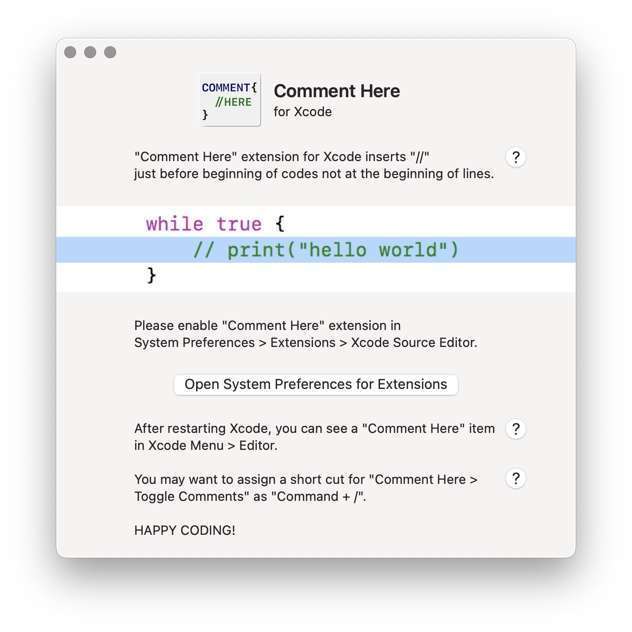 COMMENT{
//HERE
}
Comment Here
for Xcode
"Comment Here" extension for Xcode inserts "//"
just before beginning of codes not at the beginning of lines.
?
while true {
// print("hello world")
}
Please enable "Comment Here" extension in
System Preferences > Extensions > Xcode Source Editor.
Open System Preferences for Extensions
After restarting Xcode, you can see a "Comment Here" item
in Xcode Menu > Editor.
?
You may want to assign a short cut for "Comment Here >
Toggle Comments" as "Command + /".
?
HAPPY CODING!